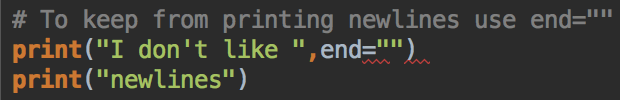 # To keep from printing newlines use end=""
print("I don't like ",end="")
print("newlines")